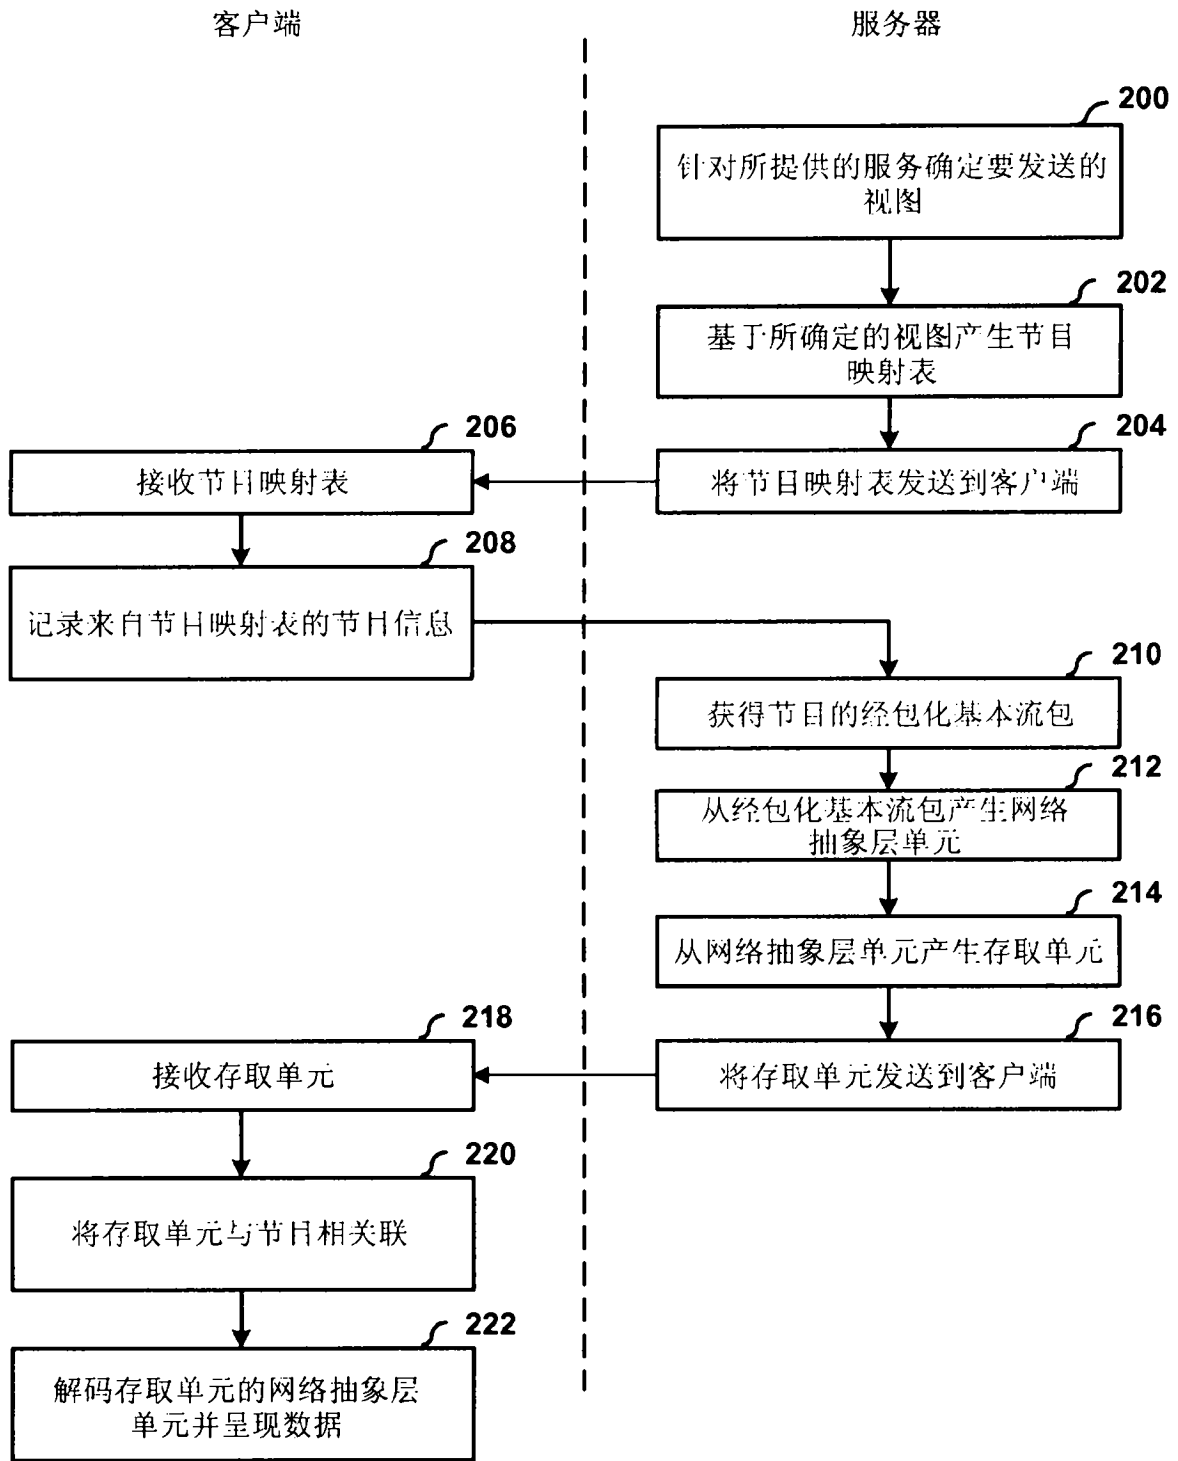 客户端
服务器
200
针对所提供的服务确定要发送的
视图
202
基于所确定的视图产生节目
映射表
204
将节目映射表发送到客户端
206
接收节目映射表
208
记录来自节目映射表的节目信息
210
获得节目的经包化基本流包
212
从经包化基本流包产生网络
抽象层单元
214
从网络抽象层单元产生存取单元
216
将存取单元发送到客户端
218
接收存取单元
220
将存取单元与节目相关联
222
解码存取单元的网络抽象层
单元并呈现数据